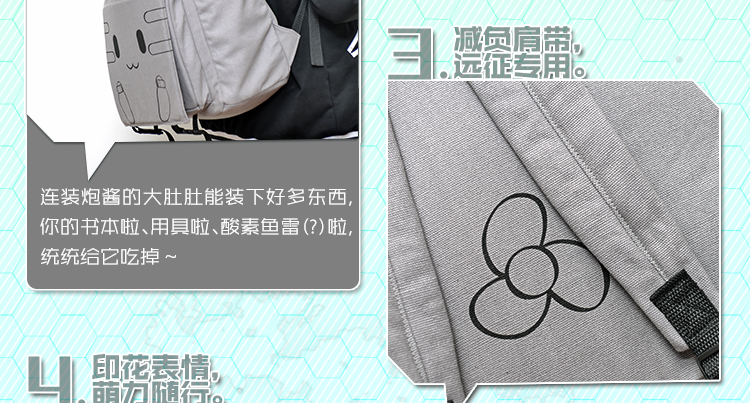 连装炮酱的大肚肚能装下好多东西,
你的书本啦、用具啦、酸素鱼雷(?)啦,
统统给它吃掉~
3.
减负肩带,
远征专用。
4.
印花表情,
萌力随行。